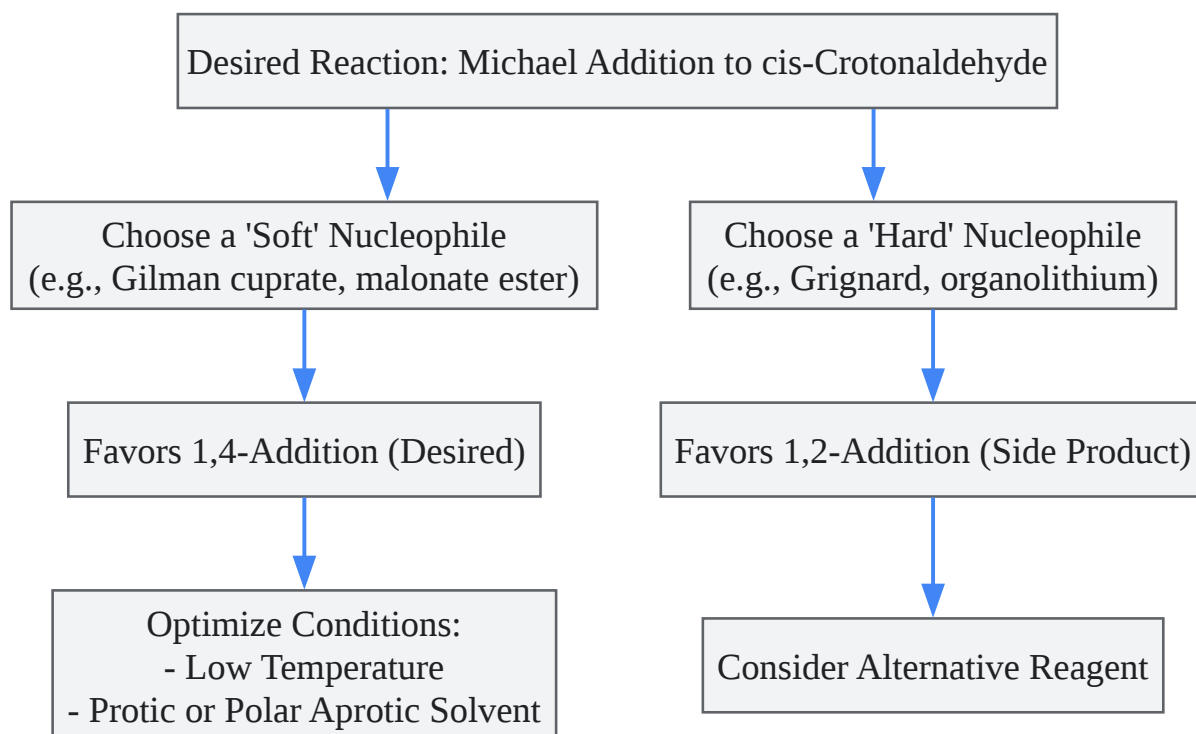 Desired Reaction: Michael Addition to cis-Crotonaldehyde
Choose a 'Soft' Nucleophile
(e.g., Gilman cuprate, malonate ester)
Choose a 'Hard' Nucleophile
(e.g., Grignard, organolithium)
Favors 1,4-Addition (Desired)
Favors 1,2-Addition (Side Product)
Optimize Conditions:
- Low Temperature
- Protic or Polar Aprotic Solvent
Consider Alternative Reagent